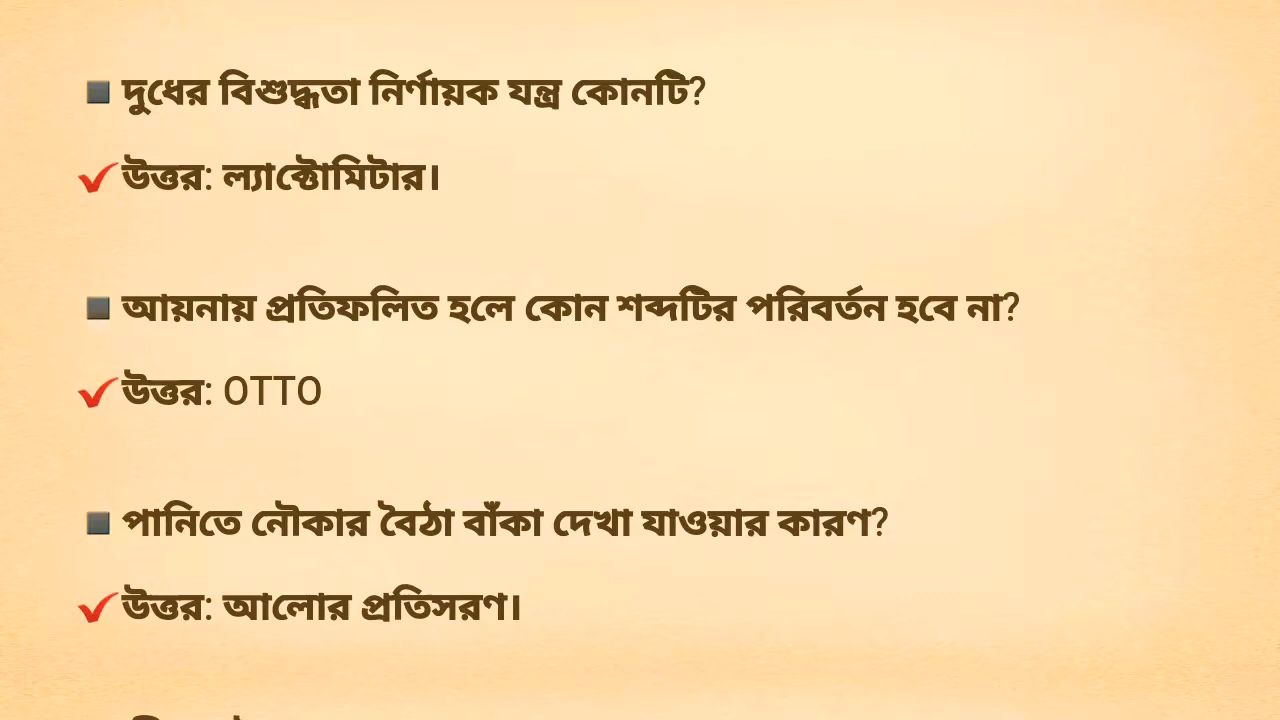 ◾দুধের বিশুদ্ধতা নির্ণায়ক যন্ত্র কোনটি?
✔উত্তর: ল্যাক্টোমিটার।
◾আয়নায় প্রতিফলিত হলে কোন শব্দটির পরিবর্তন হবে না?
✔উত্তর: OTTO
◾পানিতে নৌকার বৈঠা বাঁকা দেখা যাওয়ার কারণ?
✔উত্তর: আলোর প্রতিসরণ।